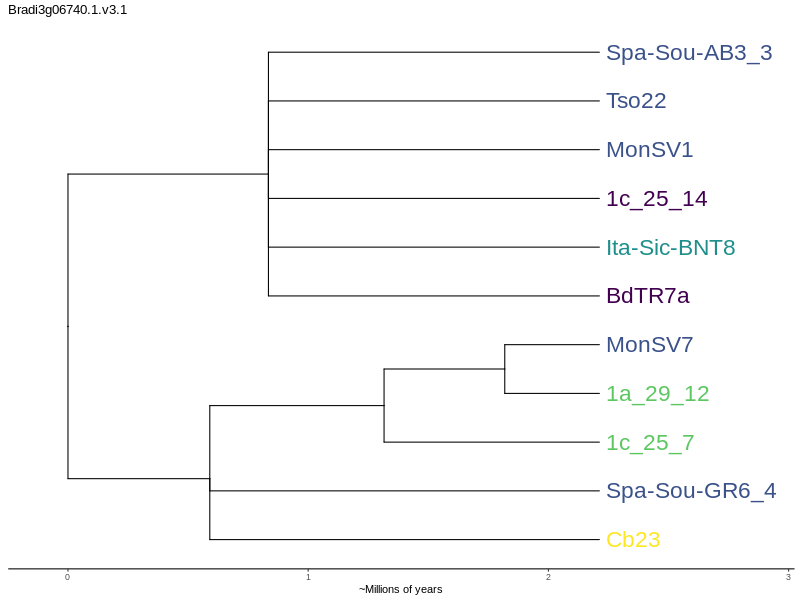 Bradi3g06740.1.v3.1
Spa-Sou-AB3_3
Tso22
MonSV1
1c_25_14
Ita-Sic-BNT8
BdTR7a
MonSV7
1a_29_12
1c_25_7
Spa-Sou-GR6_4
Cb23
0 1 2 3
~Millions of years